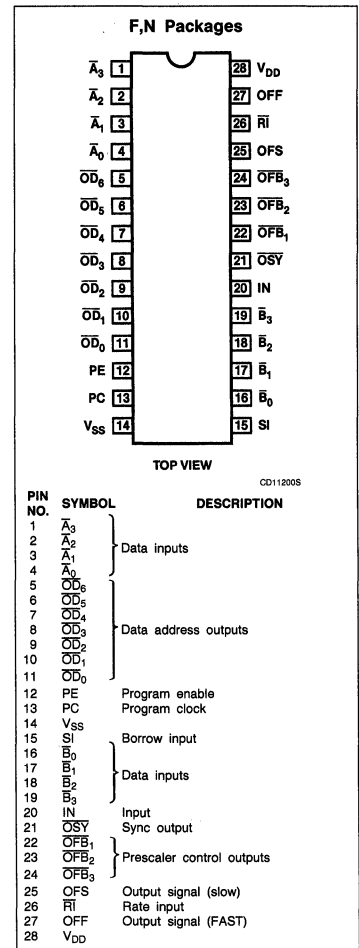 F,N Packages
A̅₃ 1 28 V_DD
A̅₂ 2 27 OFF
A̅₁ 3 26 R̅I̅
A̅₀ 4 25 OFS
O̅D̅₆ 5 24 O̅F̅B̅₃
O̅D̅₅ 6 23 O̅F̅B̅₂
O̅D̅₄ 7 22 O̅F̅B̅₁
O̅D̅₃ 8 21 O̅S̅Y̅
O̅D̅₂ 9 20 IN
O̅D̅₁ 10 19 B̅₃
O̅D̅₀ 11 18 B̅₂
PE 12 17 B̅₁
PC 13 16 B̅₀
V_SS 14 15 SI
TOP VIEW
CD11200S
PIN NO. SYMBOL DESCRIPTION
1 A̅₃
2 A̅₂
3 A̅₁
4 A̅₀
Data inputs
5 O̅D̅₆
6 O̅D̅₅
7 O̅D̅₄
8 O̅D̅₃
9 O̅D̅₂
10 O̅D̅₁
11 O̅D̅₀
Data address outputs
12 PE Program enable
13 PC Program clock
14 V_SS
15 SI Borrow input
16 B̅₀
17 B̅₁
18 B̅₂
19 B̅₃
Data inputs
20 IN Input
21 O̅S̅Y̅ Sync output
22 O̅F̅B̅₁
23 O̅F̅B̅₂
24 O̅F̅B̅₃
Prescaler control outputs
25 OFS Output signal (slow)
26 R̅I̅ Rate input
27 OFF Output signal (FAST)
28 V_DD